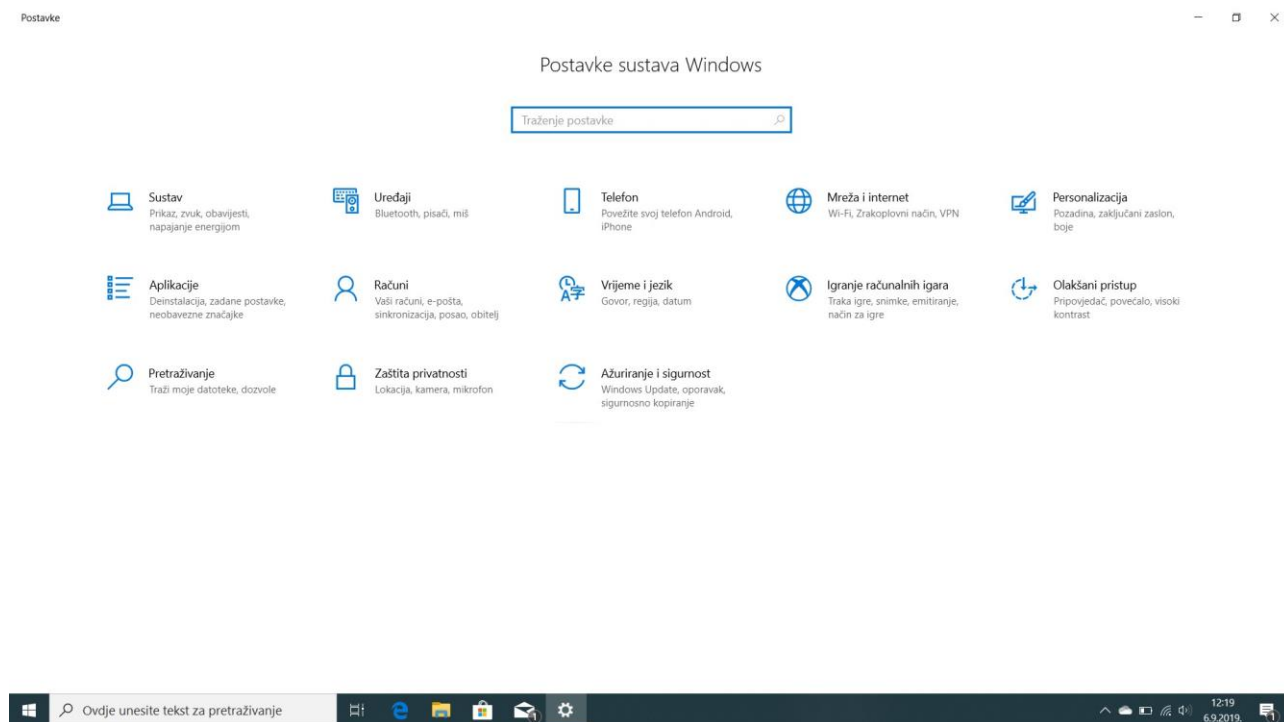 Postavke
Postavke sustava Windows
Traženje postavke
Sustav
Prikaz, zvuk, obavijesti,
napajanje energijom
Uređaji
Bluetooth, pisači, miš
Telefon
Povežite svoj telefon Android,
iPhone
Mreža i internet
Wi-Fi, Zrakoplovni način, VPN
Personalizacija
Pozadina, zaključani zaslon,
boje
Aplikacije
Deinstalacija, zadane postavke,
neobavezne značajke
Računi
Vaši računi, e-pošta,
sinkronizacija, posao, obitelj
Vrijeme i jezik
Govor, regija, datum
Igranje računalnih igara
Traka igre, snimke, emitiranje,
način za igre
Olakšani pristup
Pripovjedač, povećalo, visoki
kontrast
Pretraživanje
Traži moje datoteke, dozvole
Zaštita privatnosti
Lokacija, kamera, mikrofon
Ažuriranje i sigurnost
Windows Update, oporavak,
sigurnosno kopiranje
Ovdje unesite tekst za pretraživanje
12:19
6.9.2019.